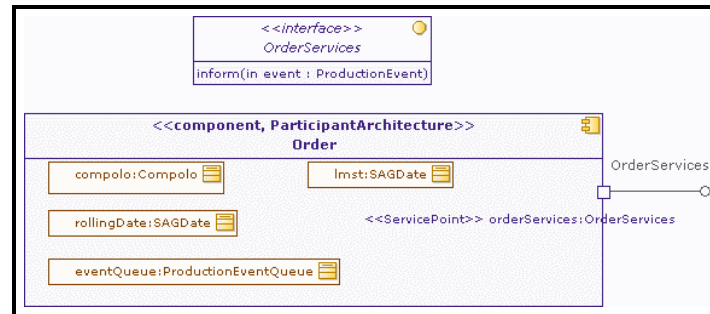 <<interface>>
OrderServices
inform(in event : ProductionEvent)
<<component, ParticipantArchitecture>>
Order
compolo:Compolo
lmst:SAGDate
OrderServices
rollingDate:SAGDate
<<ServicePoint>> orderServices:OrderServices
eventQueue:ProductionEventQueue